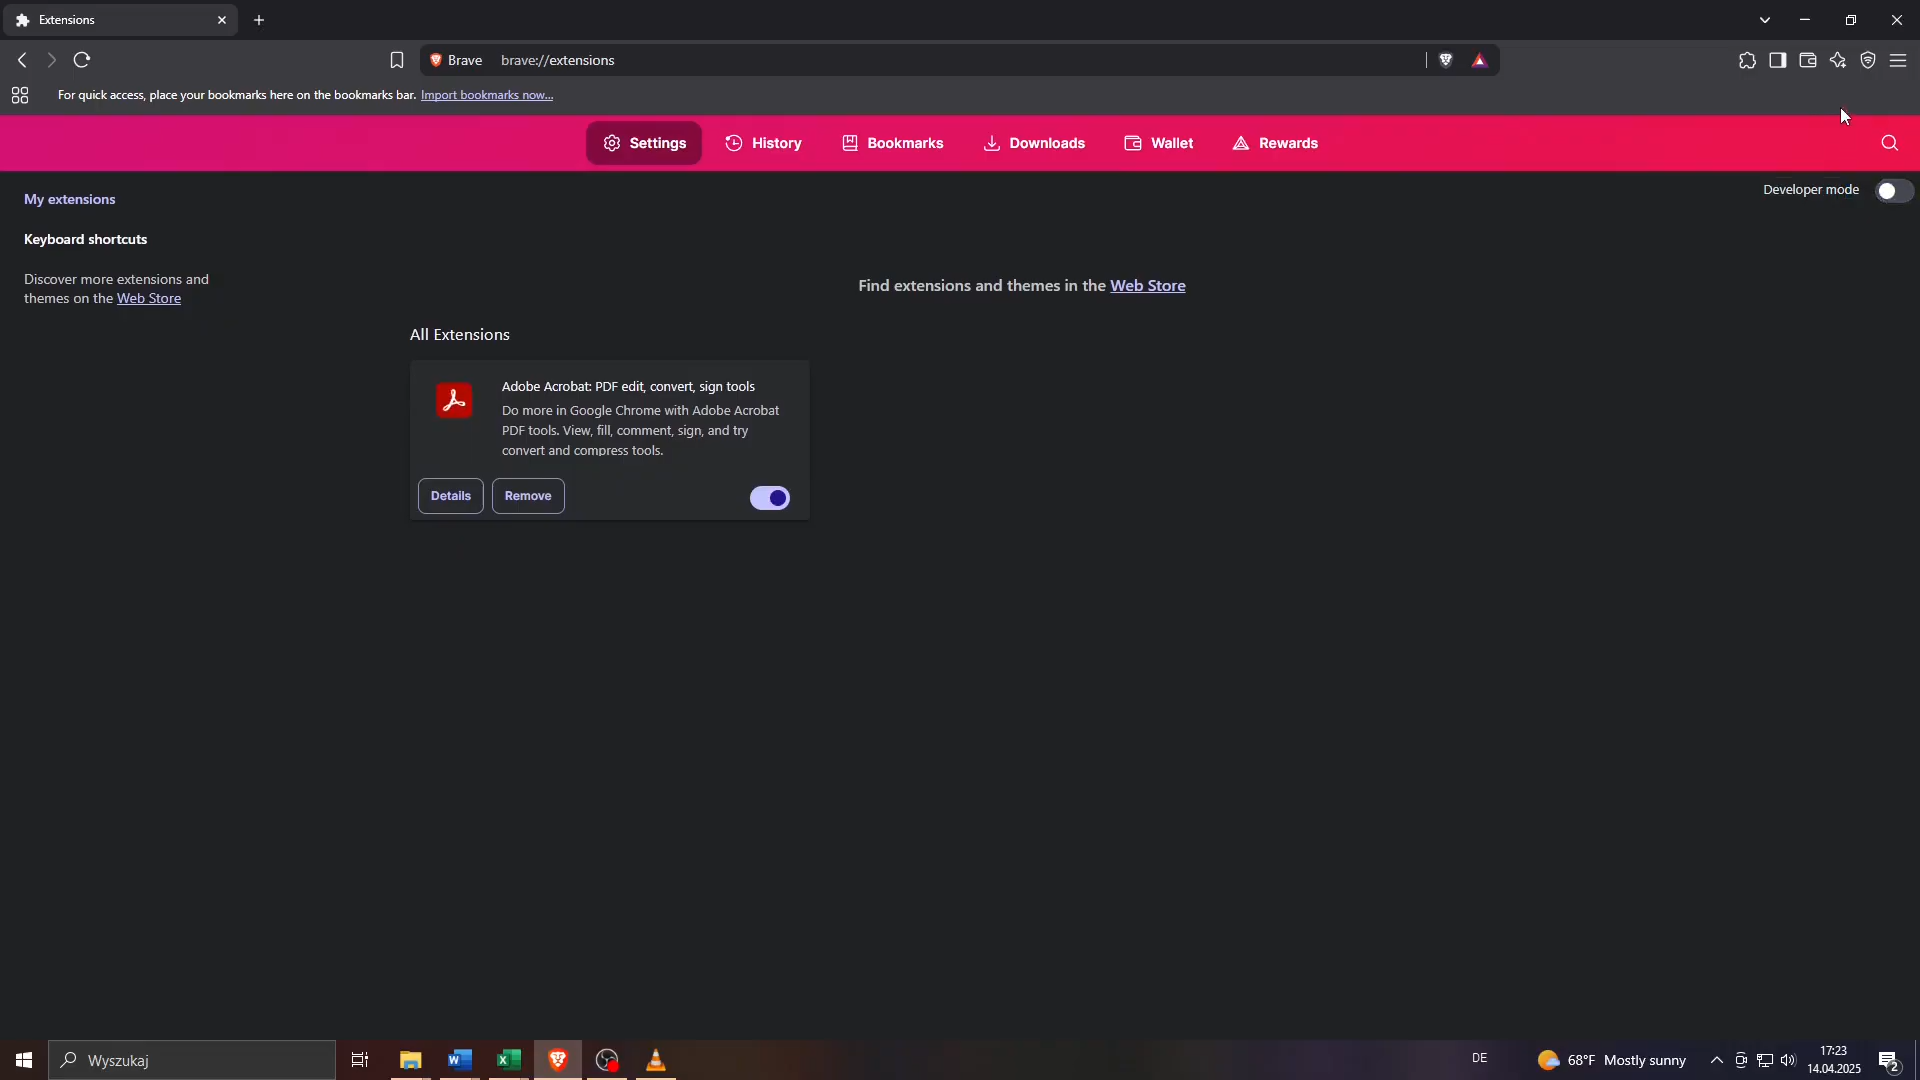 Extensions
Brave
brave://extensions
For quick access, place your bookmarks here on the bookmarks bar. Import bookmarks now...
Settings
History
Bookmarks
Downloads
Wallet
Rewards
My extensions
Developer mode
Keyboard shortcuts
Discover more extensions and
themes on the Web Store
Find extensions and themes in the Web Store
All Extensions
Adobe Acrobat: PDF edit, convert, sign tools
Do more in Google Chrome with Adobe Acrobat
PDF tools. View, fill, comment, sign, and try
convert and compress tools.
Details
Remove
Wyszukaj
DE
68°F Mostly sunny
17:23
14.04.2025
2